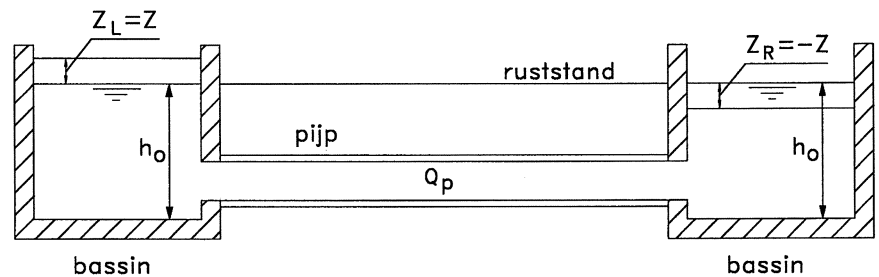 Z_L=Z
Z_R=-Z
ruststand
pijp
h_o
h_o
Q_p
bassin
bassin